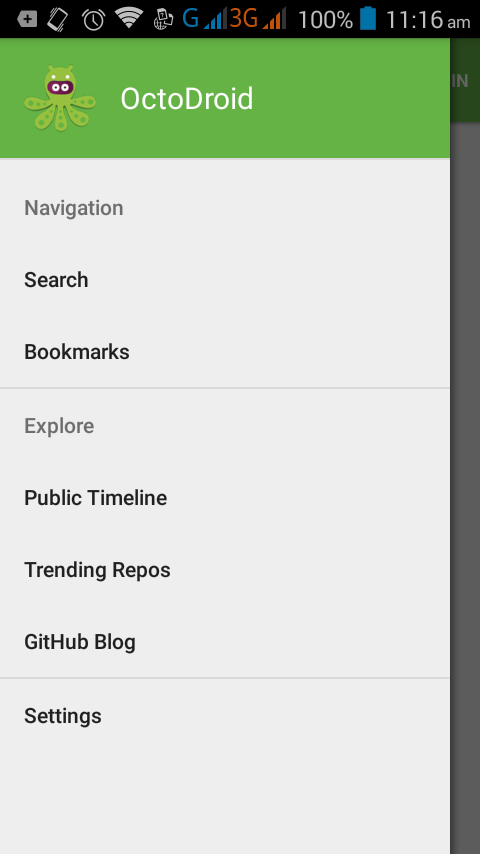 G 3G 100% 11:16 am
OctoDroid
IN
Navigation
Search
Bookmarks
Explore
Public Timeline
Trending Repos
GitHub Blog
Settings